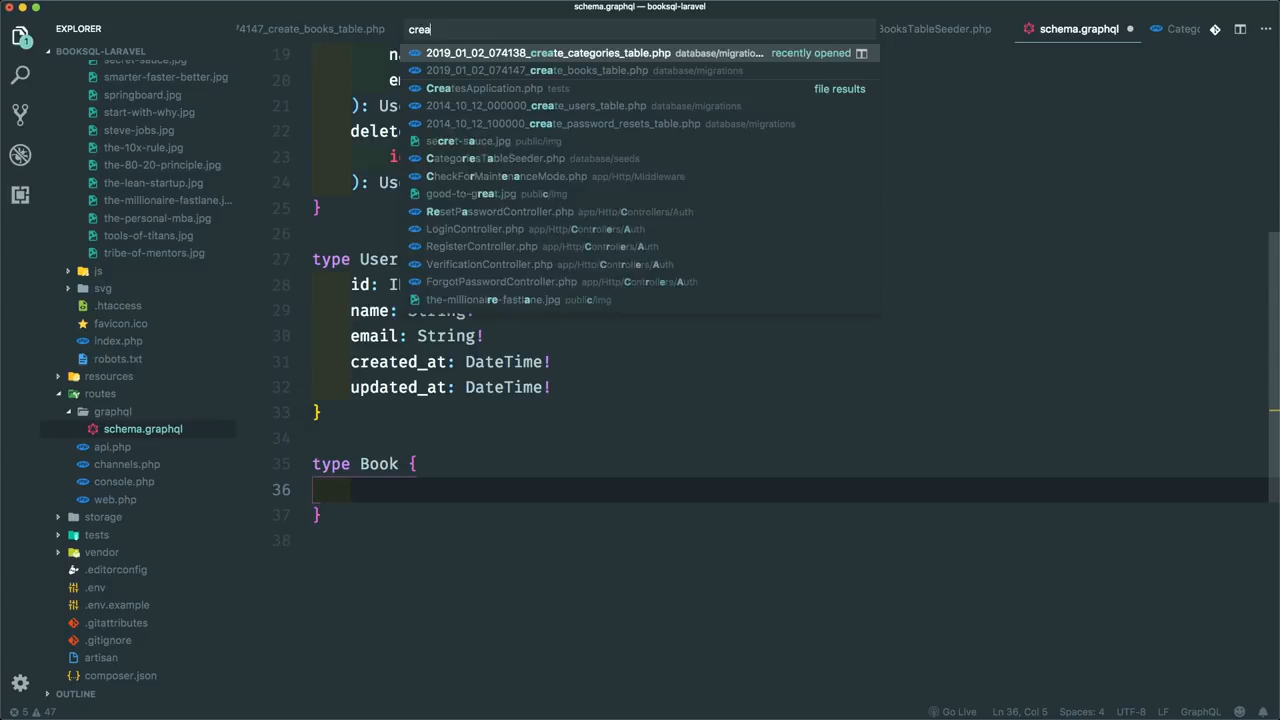 schema.graphql — booksql-laravel
EXPLORER
74147_create_books_table.php
crea
BooksTableSeeder.php
schema.graphql
Catego
BOOKSQL-LARAVEL
secret-sauce.jpg
smarter-faster-better.jpg
springboard.jpg
start-with-why.jpg
steve-jobs.jpg
the-10x-rule.jpg
the-80-20-principle.jpg
the-lean-startup.jpg
the-millionaire-fastlane.j...
the-personal-mba.jpg
tools-of-titans.jpg
tribe-of-mentors.jpg
js
svg
.htaccess
favicon.ico
index.php
robots.txt
resources
routes
graphql
schema.graphql
api.php
channels.php
console.php
web.php
storage
tests
vendor
.editorconfig
.env
.env.example
.gitattributes
.gitignore
artisan
composer.json
OUTLINE
2019_01_02_074138_create_categories_table.php database/migratio... recently opened
2019_01_02_074147_create_books_table.php database/migrations
CreatesApplication.php tests file results
2014_10_12_000000_create_users_table.php database/migrations
2014_10_12_100000_create_password_resets_table.php database/migrations
secret-sauce.jpg public/img
CategoriesTableSeeder.php database/seeds
CheckForMaintenanceMode.php app/Http/Middleware
good-to-great.jpg public/img
ResetPasswordController.php app/Http/Controllers/Auth
LoginController.php app/Http/Controllers/Auth
RegisterController.php app/Http/Controllers/Auth
VerificationController.php app/Http/Controllers/Auth
ForgotPasswordController.php app/Http/Controllers/Auth
the-millionaire-fastlane.jpg public/img
19 na
20 em
21 ): Use
22 delet
23 id
24 ): Use
25 }
26
27 type User
28 id: ID
29 name: String!
30 email: String!
31 created_at: DateTime!
32 updated_at: DateTime!
33 }
34
35 type Book {
36
37 }
38
5 47
Go Live
Ln 36, Col 5
Spaces: 4
UTF-8
LF
GraphQL